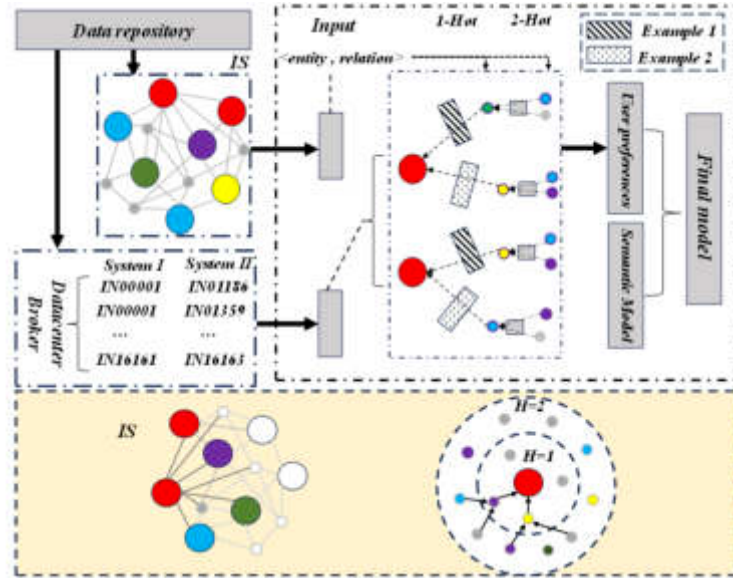 Data repository
IS
Input
1-Hot
2-Hot
Example 1
Example 2
<entity, relation>
User preferences
Semantic Model
Final model
Datacenter
Broker
System I
System II
IN00001
IN01186
IN00001
IN01359
...
...
IN16161
IN16163
IS
H=2
H=1